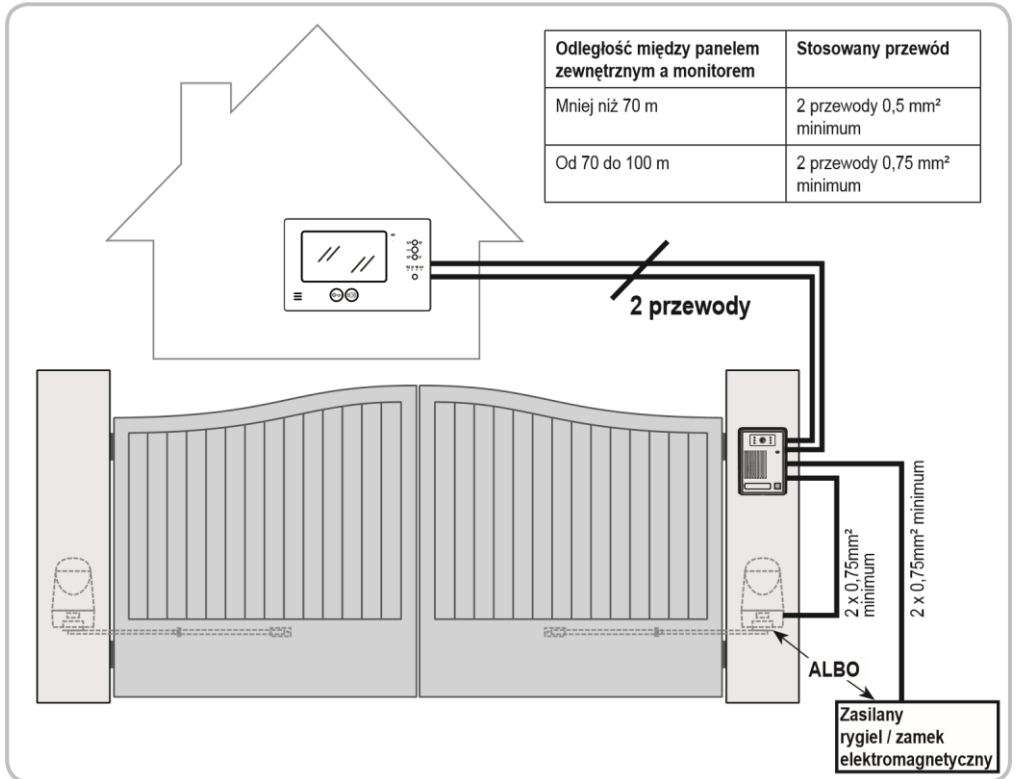 Odległość między panelem
zewnętrznym a monitorem
Stosowany przewód
Mniej niż 70 m
2 przewody 0,5 mm²
minimum
Od 70 do 100 m
2 przewody 0,75 mm²
minimum
2 przewody
2 x 0,75mm²
minimum
2 x 0,75mm² minimum
ALBO
Zasilany
rygiel / zamek
elektromagnetyczny